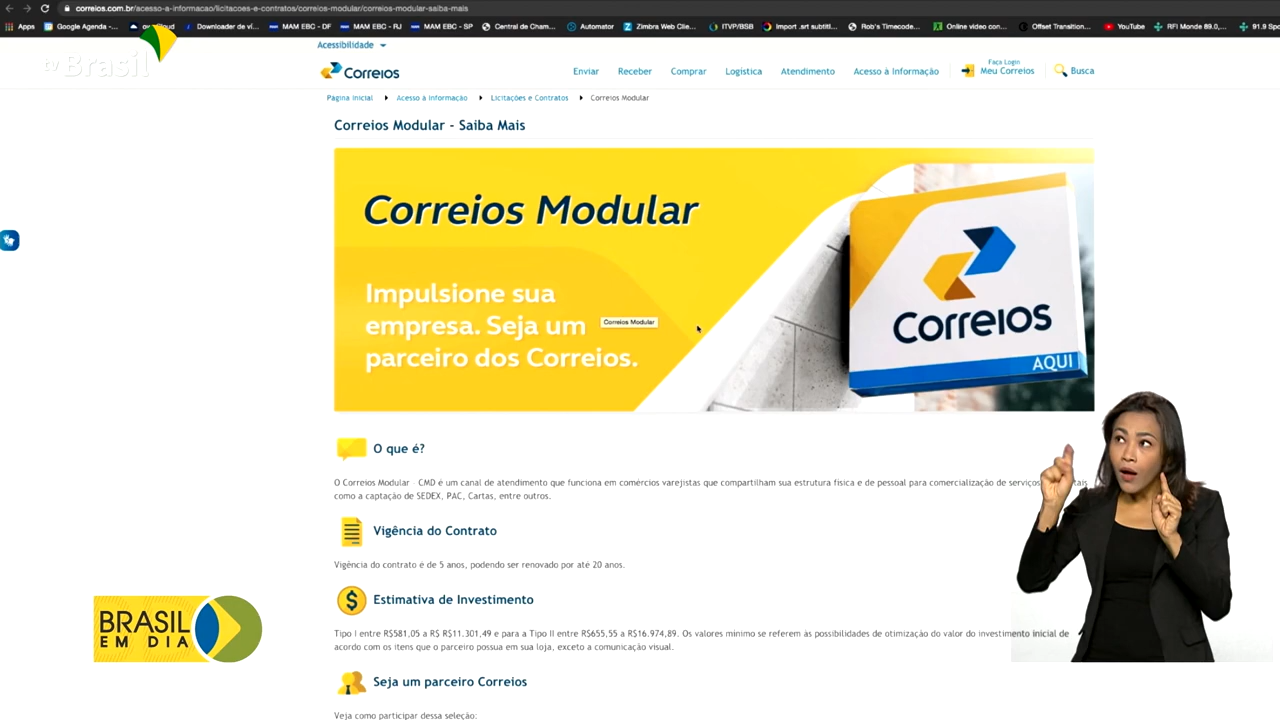 correios.com.br/acesso-a-informacao/licitacoes-e-contratos/correios-modular/correios-modular-saiba-mais
Apps Google Agenda -... ownCloud Downloader de ví... MAM EBC - DF MAM EBC - RJ MAM EBC - SP Central de Cham... Automator Zimbra Web Clie... ITVP/BSB Import .srt subtitl... Rob's Timecode... Online video con... Offset Transition... YouTube RFI Monde 89.0,... 91.9 Spo
tv Brasil
Acessibilidade
Correios
Enviar Receber Comprar Logística Atendimento Acesso à Informação
Faça Login
Meu Correios
Busca
Página inicial Acesso à informação Licitações e Contratos Correios Modular
Correios Modular - Saiba Mais
Correios Modular
Impulsione sua
empresa. Seja um
parceiro dos Correios.
Correios Modular
Correios
AQUI
O que é?
O Correios Modular - CMD é um canal de atendimento que funciona em comércios varejistas que compartilham sua estrutura física e de pessoal para comercialização de serviços
como a captação de SEDEX, PAC, Cartas, entre outros.
Vigência do Contrato
Vigência do contrato é de 5 anos, podendo ser renovado por até 20 anos.
Estimativa de Investimento
Tipo I entre R$581,05 a R$ R$11.301,49 e para a Tipo II entre R$655,55 a R$16.974,89. Os valores mínimo se referem às possibilidades de otimização do valor do investimento inicial de
acordo com os itens que o parceiro possua em sua loja, exceto a comunicação visual.
Seja um parceiro Correios
Veja como participar dessa seleção:
BRASIL
EM DIA